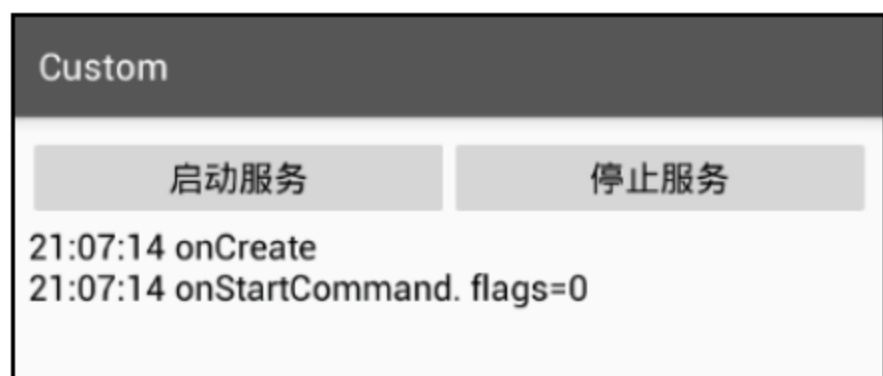 Custom
启动服务 停止服务
21:07:14 onCreate
21:07:14 onStartCommand. flags=0